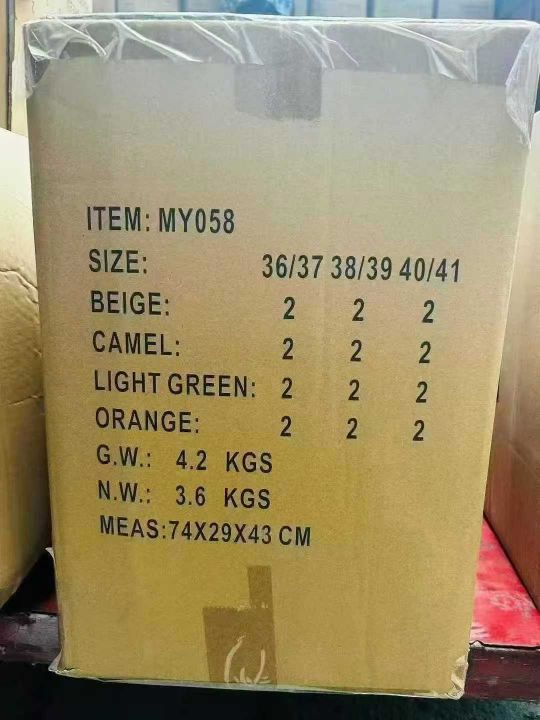 ITEM: MY058
SIZE: 36/37 38/39 40/41
BEIGE: 2 2 2
CAMEL: 2 2 2
LIGHT GREEN: 2 2 2
ORANGE: 2 2 2
G.W.: 4.2 KGS
N.W.: 3.6 KGS
MEAS:74X29X43 CM